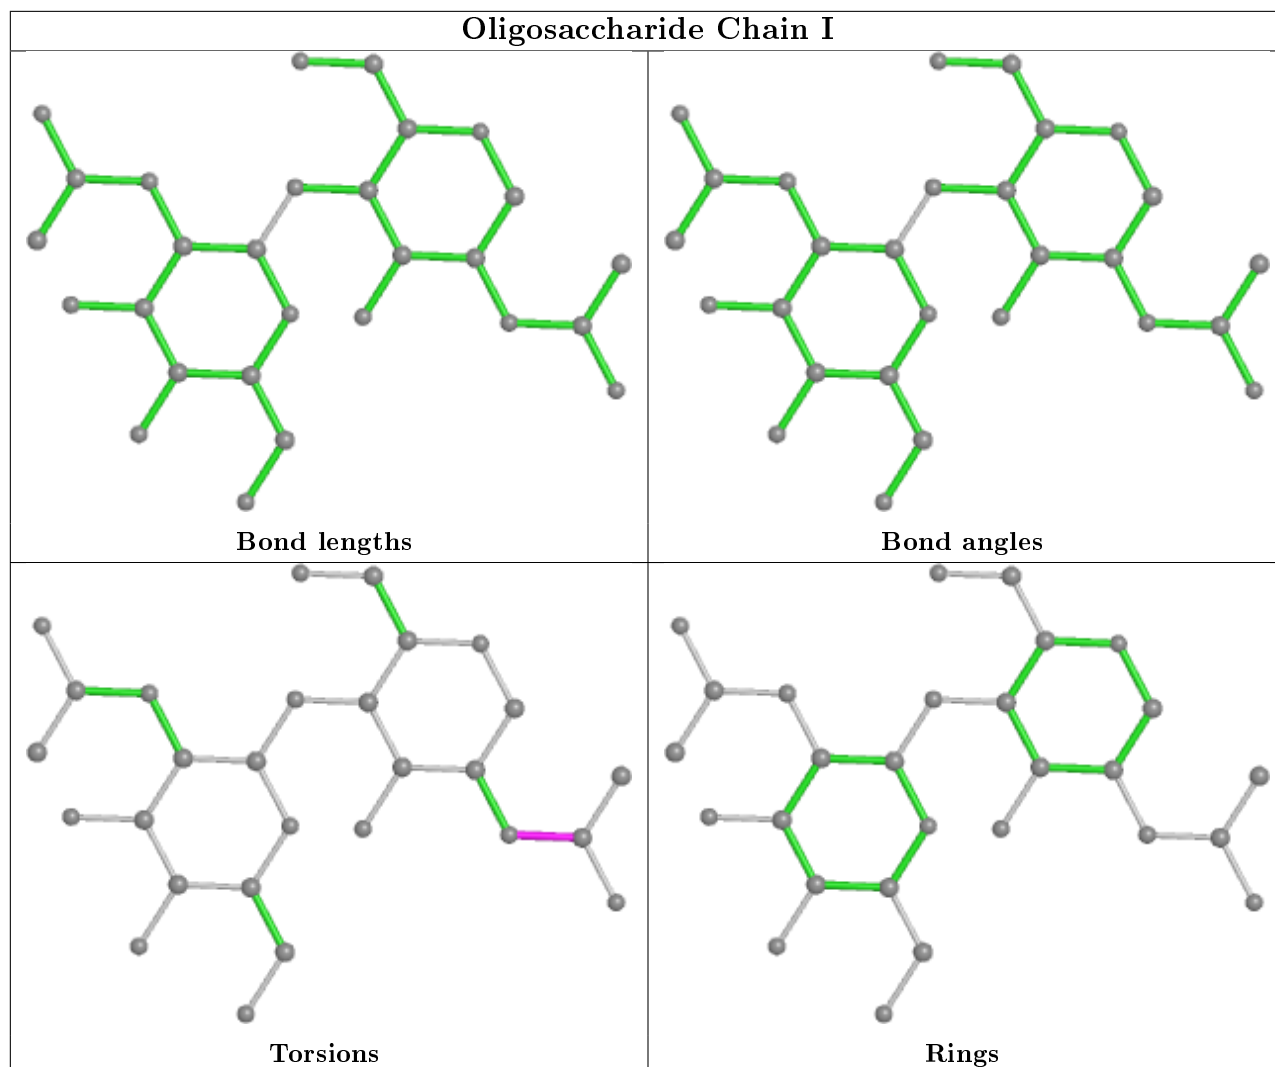 Oligosaccharide Chain I
Bond lengths
Bond angles
Torsions
Rings